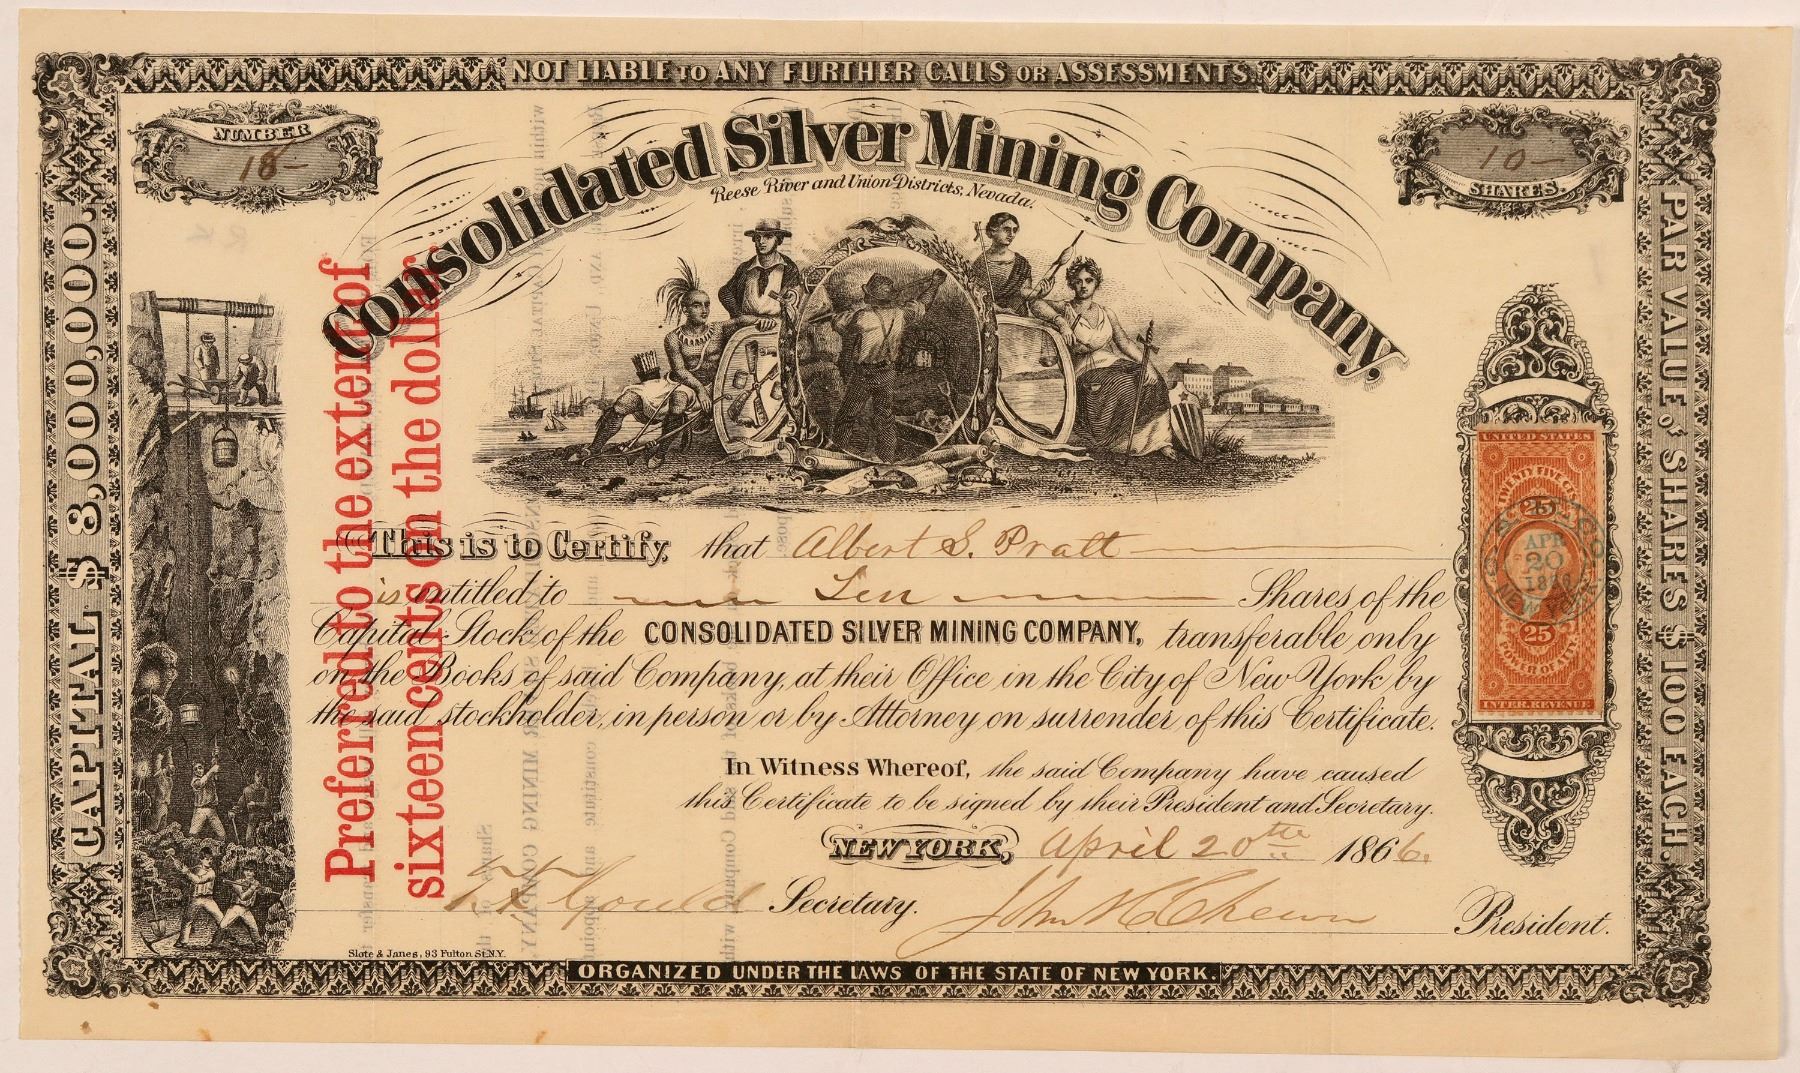 NOT LIABLE TO ANY FURTHER CALLS OR ASSESSMENTS.
NUMBER
18-
10-
SHARES.
Consolidated Silver Mining Company,
Reese River and Union Districts, Nevada.
CAPITAL $ 3,000,000.
PAR VALUE of SHARES $ 100 EACH.
Preferred to the extent of
sixteen cents on the dollar
This is to Certify, that Albert S. Pratt
is entitled to Ten Shares of the
Capital Stock of the CONSOLIDATED SILVER MINING COMPANY, transferable only
on the Books of said Company, at their Office in the City of New York by
the said stockholder, in person or by Attorney on surrender of this Certificate.
In Witness Whereof, the said Company have caused
this Certificate to be signed by their President and Secretary.
NEW YORK, April 20th 1866.
Gould Secretary. John President.
UNITED STATES
TWENTY FIVE
25
APR
20
NEW YORK
25
POWER OF ATT'Y
INTER. REVENUE
Slote & Janes, 93 Fulton St. N.Y.
ORGANIZED UNDER THE LAWS OF THE STATE OF NEW YORK.